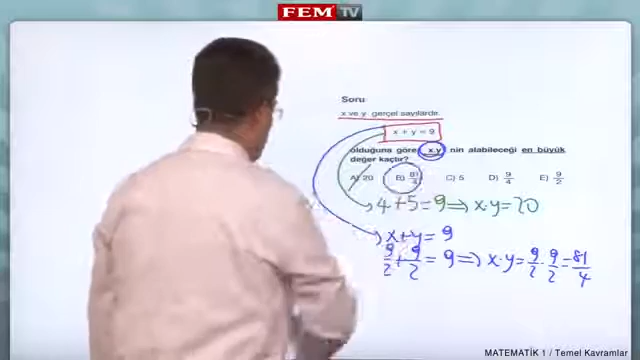 FEM TV
Soru
x ve y gerçel sayılardır.
x + y = 9
olduğuna göre x.y nin alabileceği en büyük
değer kaçtır?
A) 20 B) 81/4 C) 5 D) 9/4 E) 9/2
4 + 5 = 9 ⇒ x.y = 20
x + y = 9
9/2 + 9/2 = 9 ⇒ x.y = 9/2 . 9/2 = 81/4
MATEMATİK 1 / Temel Kavramlar